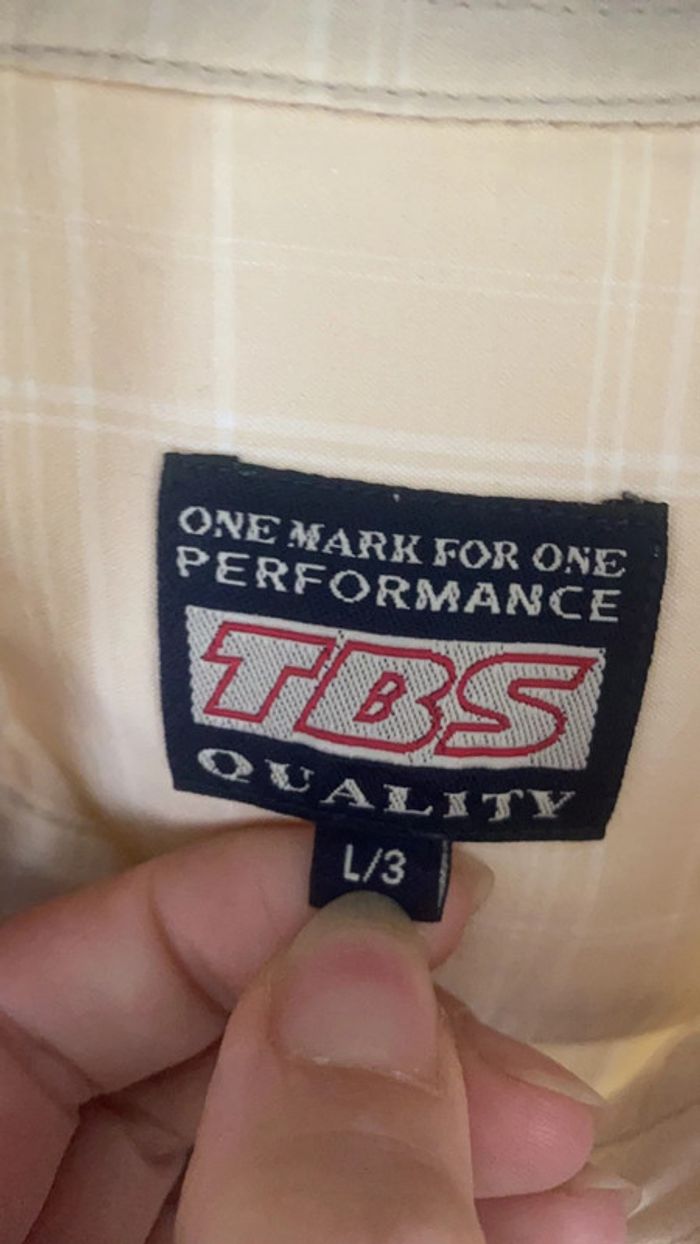 ONE MARK FOR ONE
PERFORMANCE
TBS
QUALITY
L/3